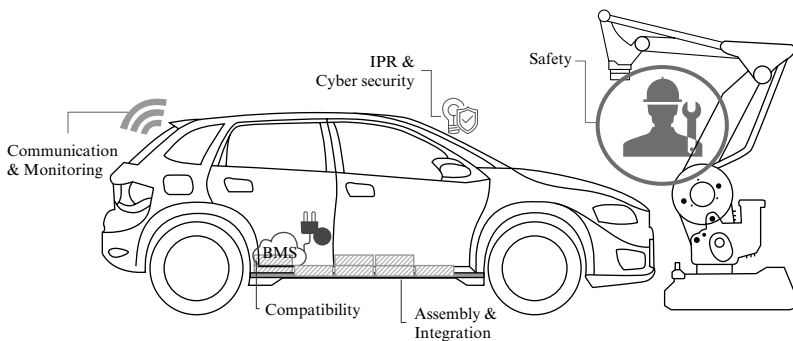 IPR &
Cyber security
Safety
Communication
& Monitoring
BMS
Compatibility
Assembly &
Integration